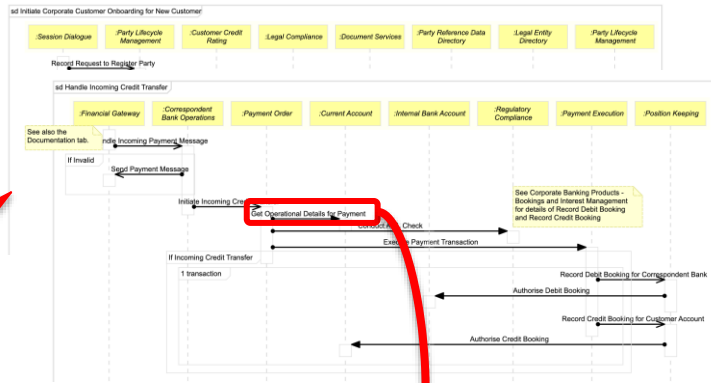 sd Initiate Corporate Customer Onboarding for New Customer
:Session Dialogue
:Party Lifecycle
Management
:Customer Credit
Rating
:Legal Compliance
:Document Services
:Party Reference Data
Directory
:Legal Entity
Directory
:Party Lifecycle
Management
Record Request to Register Party
sd Handle Incoming Credit Transfer
:Financial Gateway
:Correspondent
Bank Operations
:Payment Order
:Current Account
:Internal Bank Account
:Regulatory
Compliance
:Payment Execution
:Position Keeping
See also the
Documentation tab.
Incoming Payment Message
If Invalid
Send Payment Message
See Corporate Banking Products -
Bookings and Interest Management
for details of Record Debit Booking
and Record Credit Booking
Initiate Incoming
Get Operational Details for Payment
Check
Payment Transaction
If Incoming Credit Transfer
1 transaction
Record Debit Booking for Correspondent Bank
Authorise Debit Booking
Record Credit Booking for Customer Account
Authorise Credit Booking